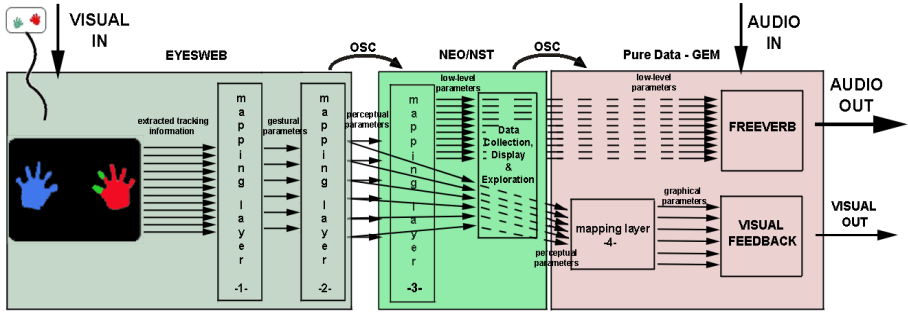 VISUAL
IN
EYESWEB
OSC
NEO/NST
OSC
Pure Data - GEM
AUDIO
IN
extracted tracking
information
mapping layer
-1-
gestural
parameters
mapping layer
-2-
perceptual
parameters
mapping layer
-3-
low-level
parameters
Data
Collection,
Display
&
Exploration
low-level
parameters
FREEVERB
AUDIO
OUT
perceptual
parameters
mapping layer
-4-
graphical
parameters
VISUAL
FEEDBACK
VISUAL
OUT